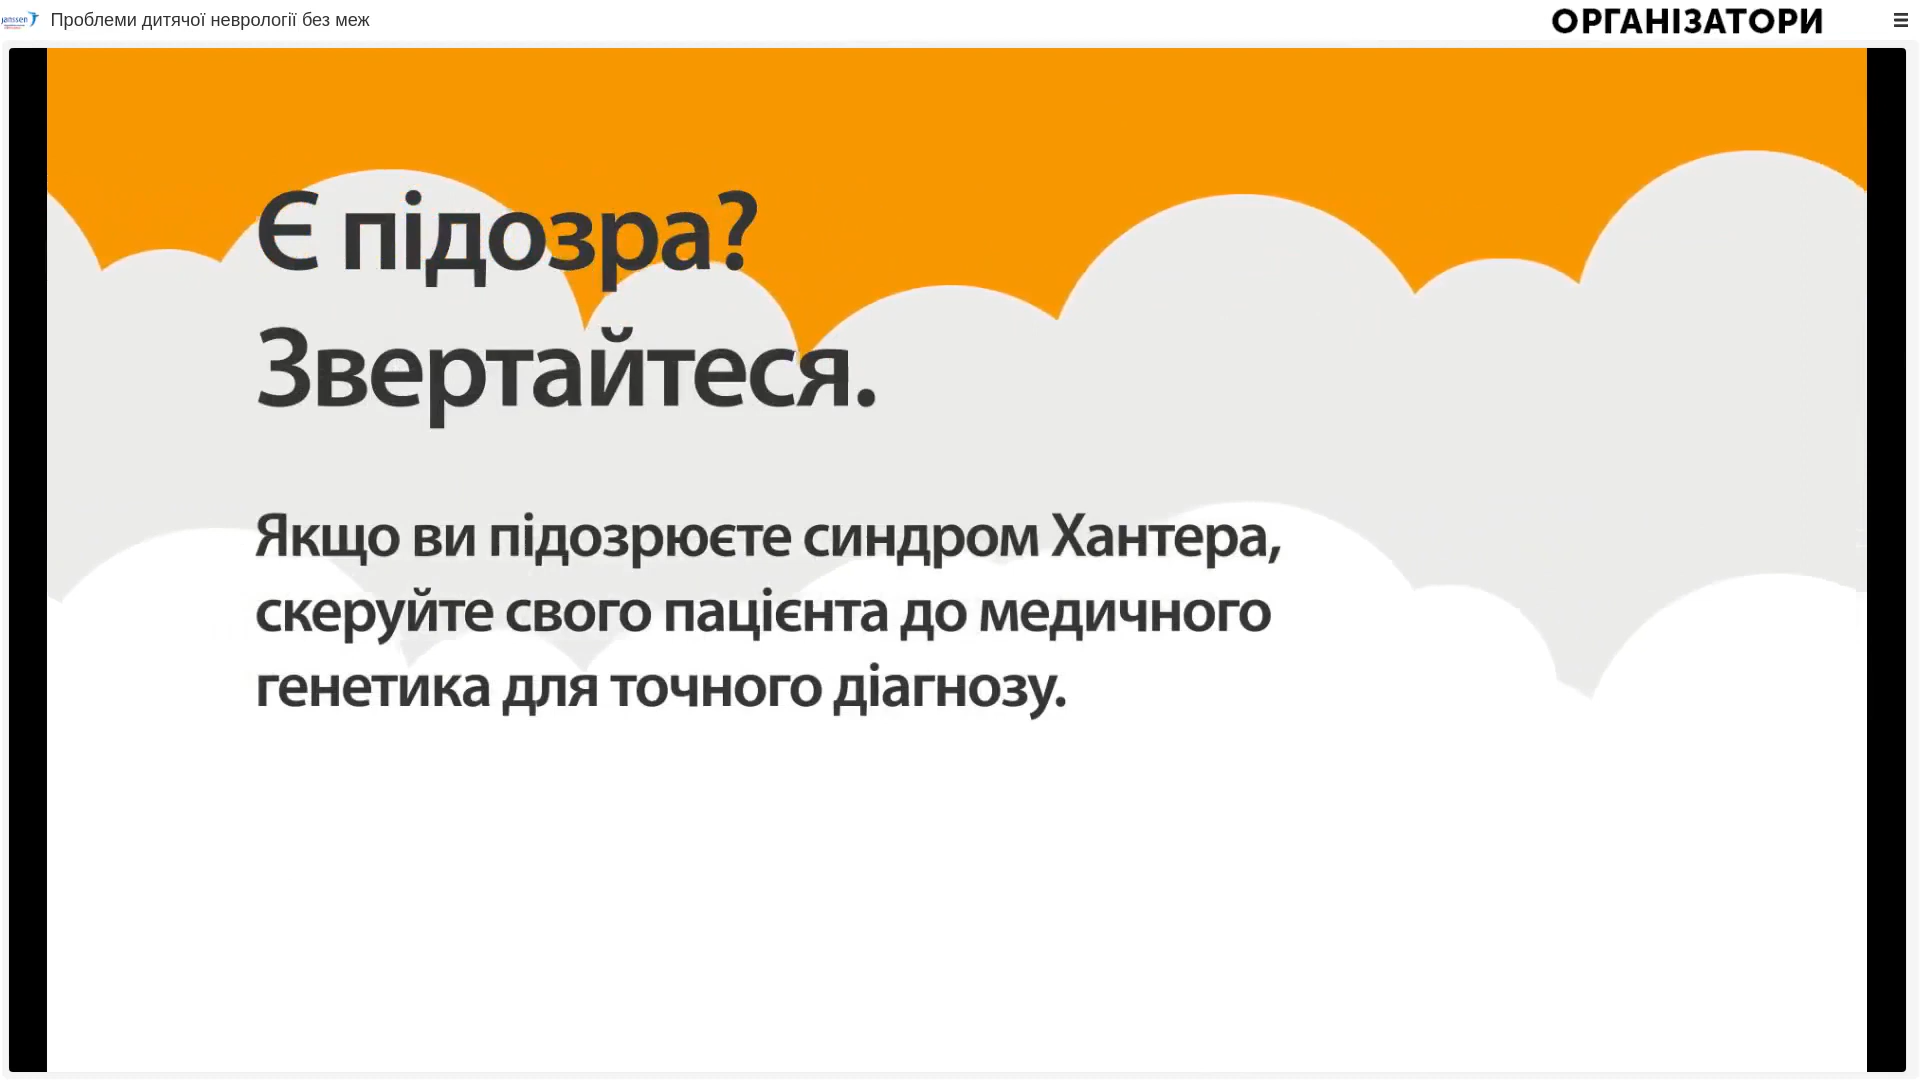 janssen
Проблеми дитячої неврології без меж
ОРГАНІЗАТОРИ
Є підозра?
Звертайтеся.
Якщо ви підозрюєте синдром Хантера,
скеруйте свого пацієнта до медичного
генетика для точного діагнозу.